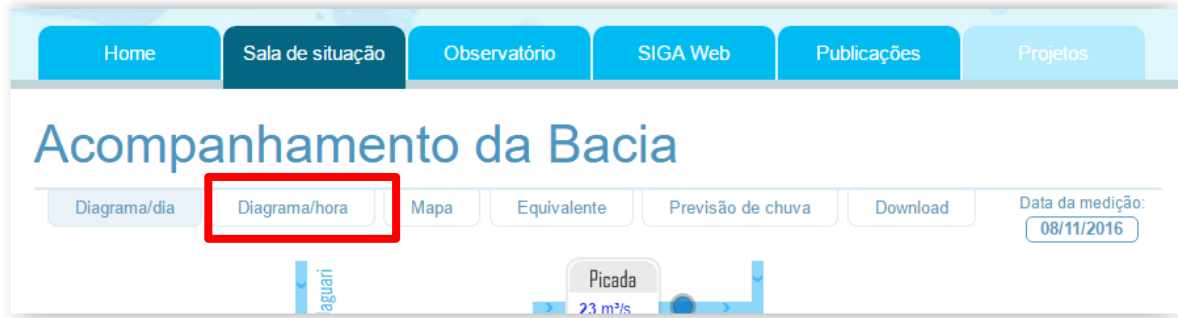 Home Sala de situação Observatório SIGA Web Publicações Projetos
Acompanhamento da Bacia
Diagrama/dia Diagrama/hora Mapa Equivalente Previsão de chuva Download Data da medição:
08/11/2016
Jaguari
Picada
23 m³/s